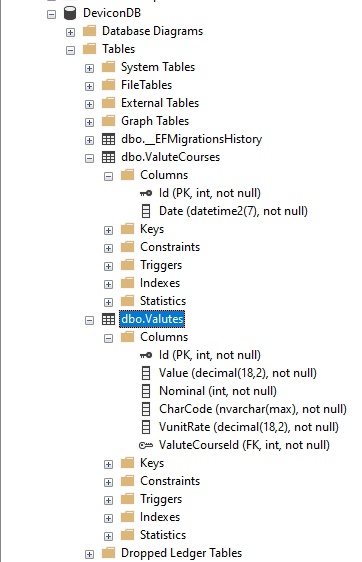 DeviconDB
Database Diagrams
Tables
System Tables
FileTables
External Tables
Graph Tables
dbo.__EFMigrationsHistory
dbo.ValuteCourses
Columns
Id (PK, int, not null)
Date (datetime2(7), not null)
Keys
Constraints
Triggers
Indexes
Statistics
dbo.Valutes
Columns
Id (PK, int, not null)
Value (decimal(18,2), not null)
Nominal (int, not null)
CharCode (nvarchar(max), not null)
VunitRate (decimal(18,2), not null)
ValuteCourseId (FK, int, not null)
Keys
Constraints
Triggers
Indexes
Statistics
Dropped Ledger Tables